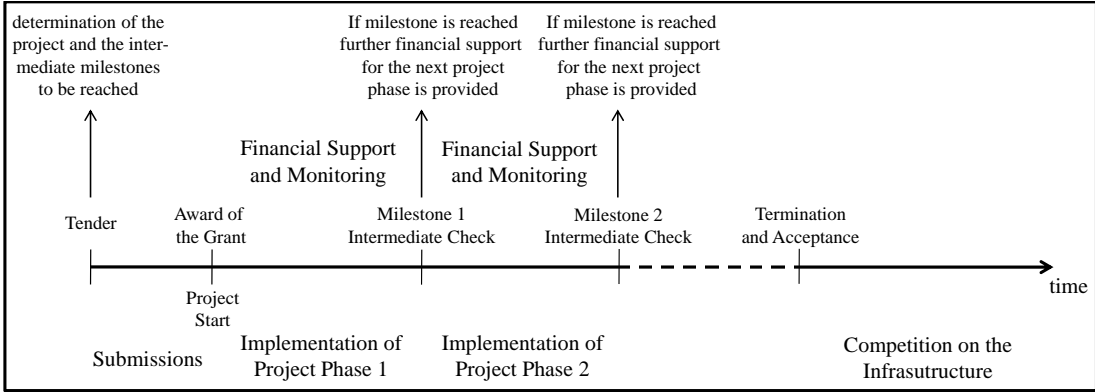 determination of the
project and the inter-
mediate milestones
to be reached
If milestone is reached
further financial support
for the next project
phase is provided
If milestone is reached
further financial support
for the next project
phase is provided
Financial Support
and Monitoring
Financial Support
and Monitoring
Tender
Award of
the Grant
Milestone 1
Intermediate Check
Milestone 2
Intermediate Check
Termination
and Acceptance
time
Project
Start
Submissions
Implementation of
Project Phase 1
Implementation of
Project Phase 2
Competition on the
Infrasutructure